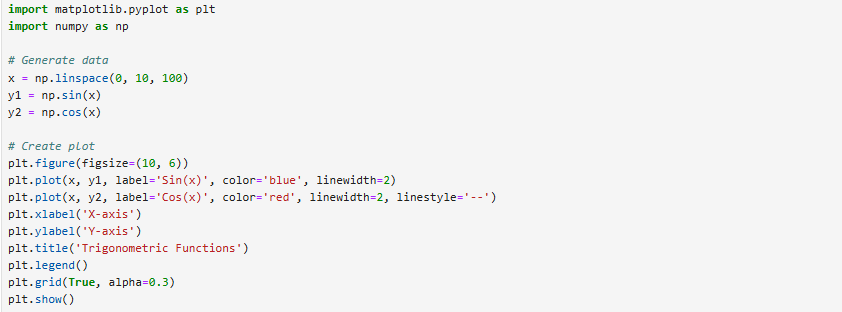 import matplotlib.pyplot as plt
import numpy as np
# Generate data
x = np.linspace(0, 10, 100)
y1 = np.sin(x)
y2 = np.cos(x)
# Create plot
plt.figure(figsize=(10, 6))
plt.plot(x, y1, label='Sin(x)', color='blue', linewidth=2)
plt.plot(x, y2, label='Cos(x)', color='red', linewidth=2, linestyle='--')
plt.xlabel('X-axis')
plt.ylabel('Y-axis')
plt.title('Trigonometric Functions')
plt.legend()
plt.grid(True, alpha=0.3)
plt.show()